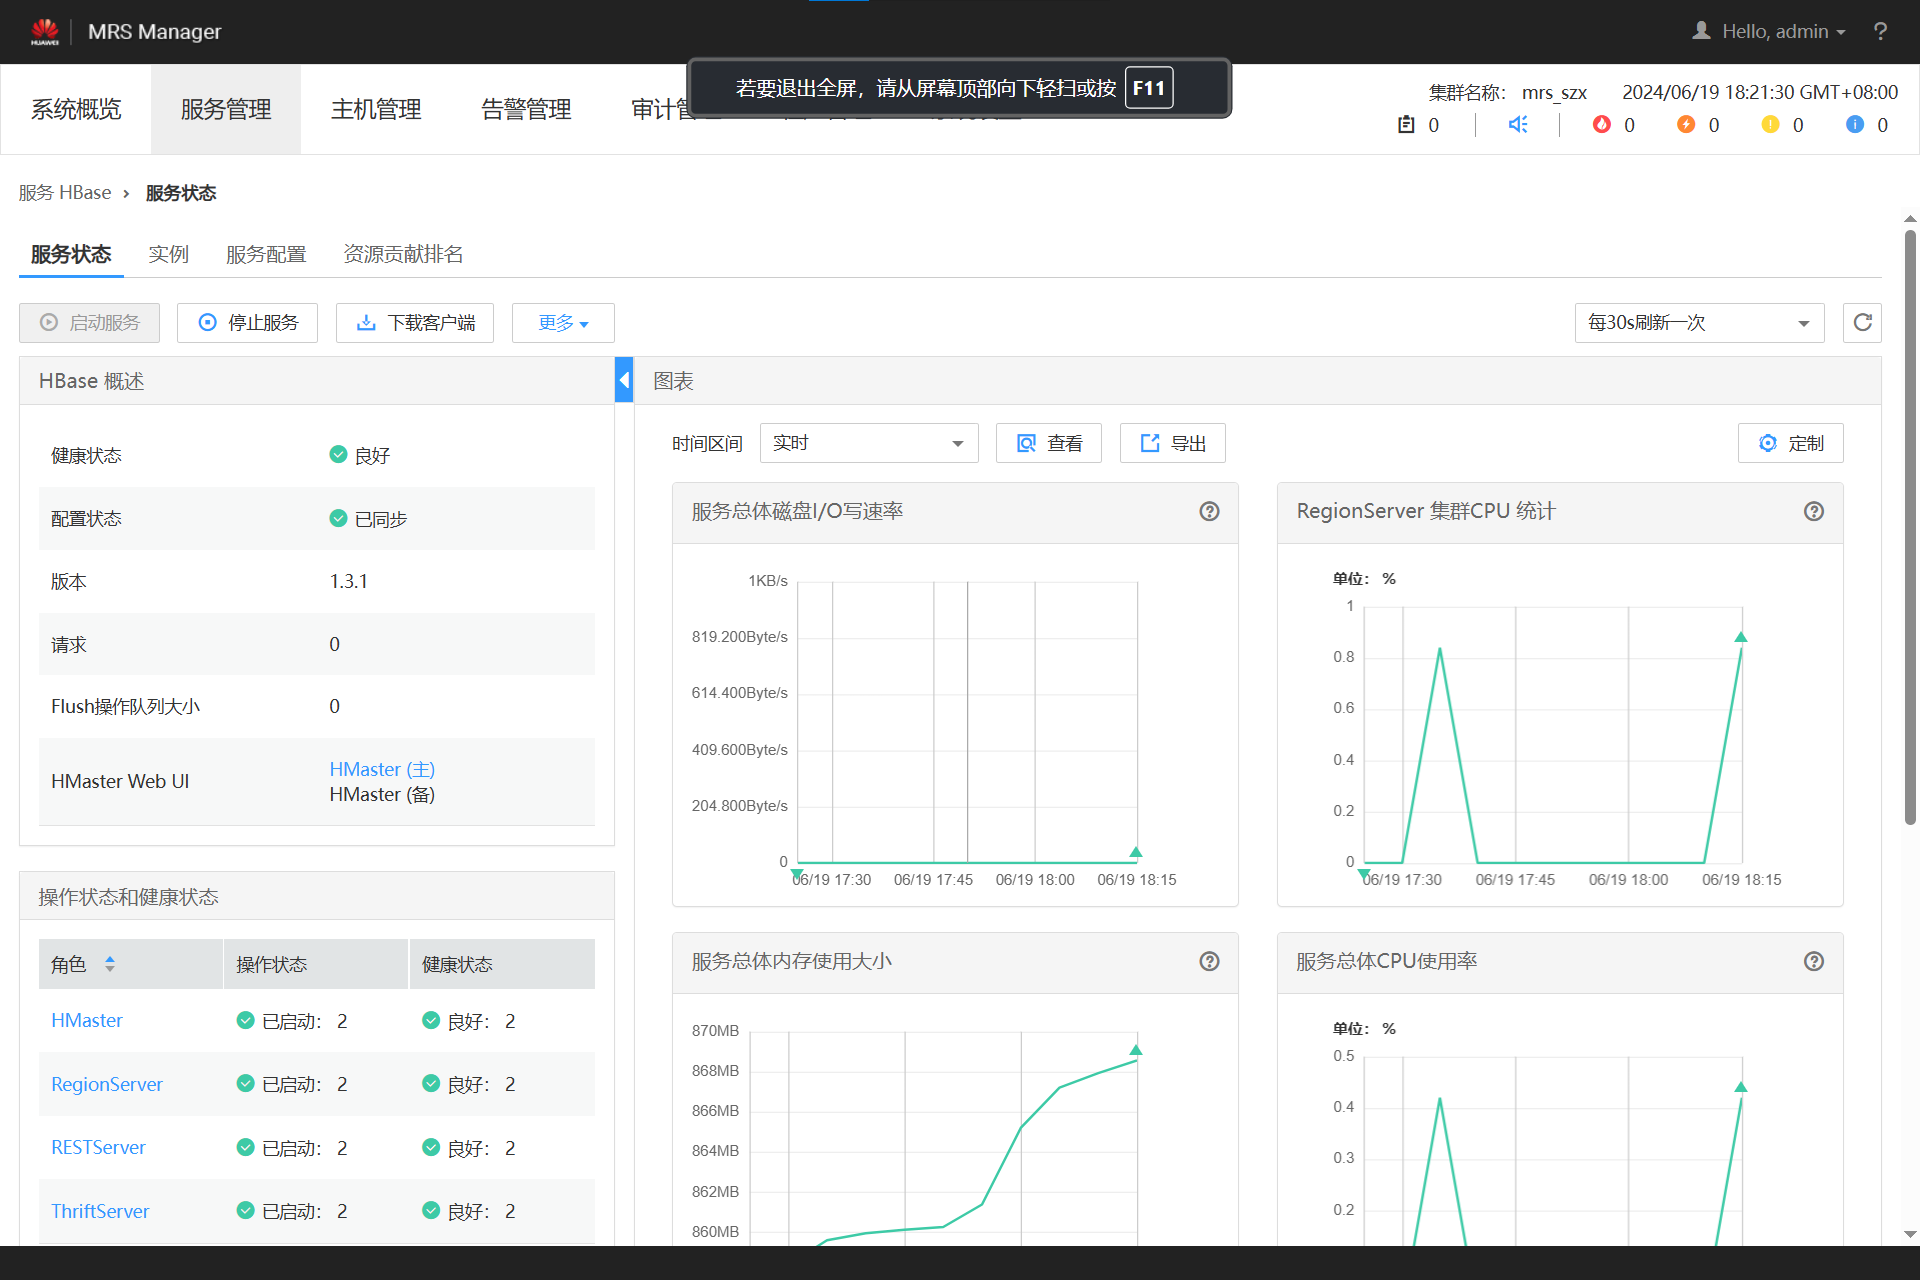 HUAWEI
MRS Manager
Hello, admin
?
系统概览
服务管理
主机管理
告警管理
审计管
若要退出全屏，请从屏幕顶部向下轻扫或按 F11
集群名称： mrs_szx
2024/06/19 18:21:30 GMT+08:00
0
0
0
0
0
服务 HBase › 服务状态
服务状态
实例
服务配置
资源贡献排名
启动服务
停止服务
下载客户端
更多
每30s刷新一次
HBase 概述
健康状态 良好
配置状态 已同步
版本 1.3.1
请求 0
Flush操作队列大小 0
HMaster Web UI
HMaster (主)
HMaster (备)
操作状态和健康状态
角色 操作状态 健康状态
HMaster 已启动： 2 良好： 2
RegionServer 已启动： 2 良好： 2
RESTServer 已启动： 2 良好： 2
ThriftServer 已启动： 2 良好： 2
图表
时间区间 实时
查看
导出
定制
服务总体磁盘I/O写速率
1KB/s
819.200Byte/s
614.400Byte/s
409.600Byte/s
204.800Byte/s
0
06/19 17:30 06/19 17:45 06/19 18:00 06/19 18:15
RegionServer 集群CPU 统计
单位： %
1
0.8
0.6
0.4
0.2
0
06/19 17:30 06/19 17:45 06/19 18:00 06/19 18:15
服务总体内存使用大小
870MB
868MB
866MB
864MB
862MB
860MB
服务总体CPU使用率
单位： %
0.5
0.4
0.3
0.2